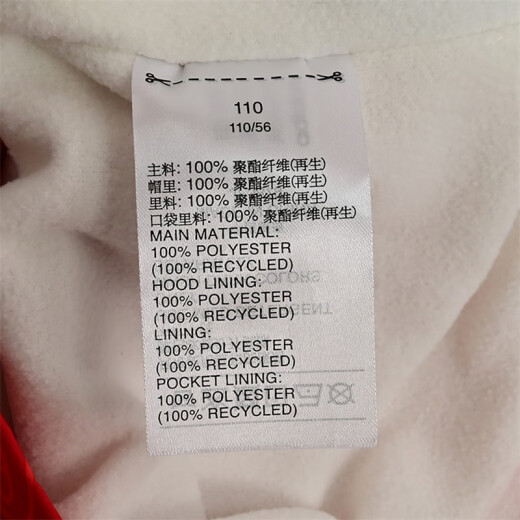 110
110/56
主料: 100% 聚酯纤维(再生)
帽里: 100% 聚酯纤维(再生)
里料: 100% 聚酯纤维(再生)
口袋里料: 100% 聚酯纤维(再生)
MAIN MATERIAL:
100% POLYESTER
(100% RECYCLED)
HOOD LINING:
100% POLYESTER
(100% RECYCLED)
LINING:
100% POLYESTER
(100% RECYCLED)
POCKET LINING:
100% POLYESTER
(100% RECYCLED)